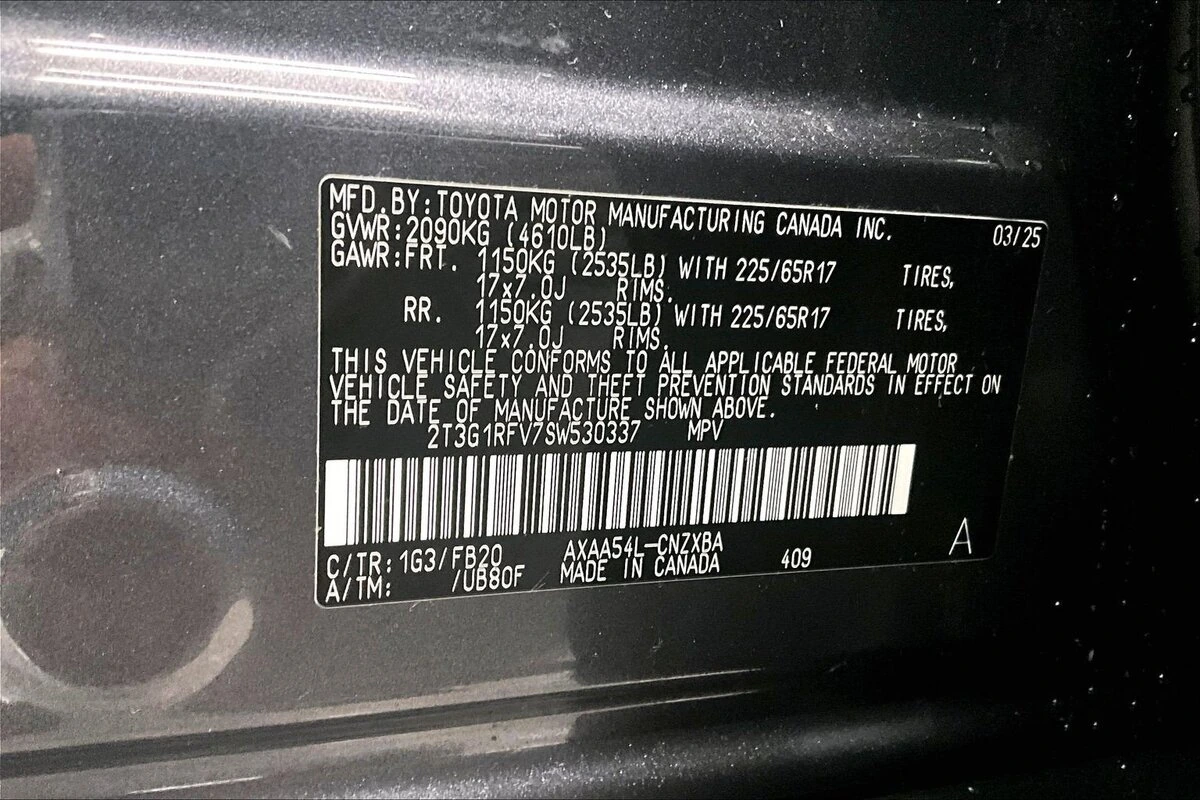 MFD.BY:TOYOTA MOTOR MANUFACTURING CANADA INC. 03/25
GVWR:2090KG (4610LB)
GAWR:FRT. 1150KG (2535LB) WITH 225/65R17 TIRES,
17x7.0J RIMS.
RR. 1150KG (2535LB) WITH 225/65R17 TIRES,
17x7.0J RIMS.
THIS VEHICLE CONFORMS TO ALL APPLICABLE FEDERAL MOTOR
VEHICLE SAFETY AND THEFT PREVENTION STANDARDS IN EFFECT ON
THE DATE OF MANUFACTURE SHOWN ABOVE.
2T3G1RFV7SW530337 MPV
C/TR:1G3/FB20 AXAA54L-CNZXBA 409 A
A/TM: /UB80F MADE IN CANADA